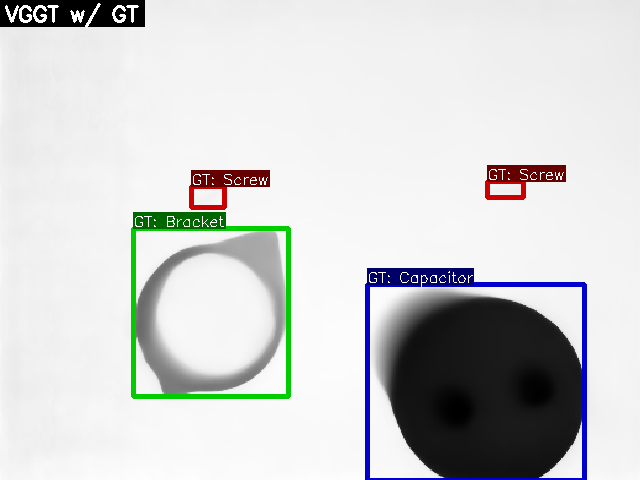 VGGT w/ GT
GT: Screw
GT: Screw
GT: Bracket
GT: Capacitor